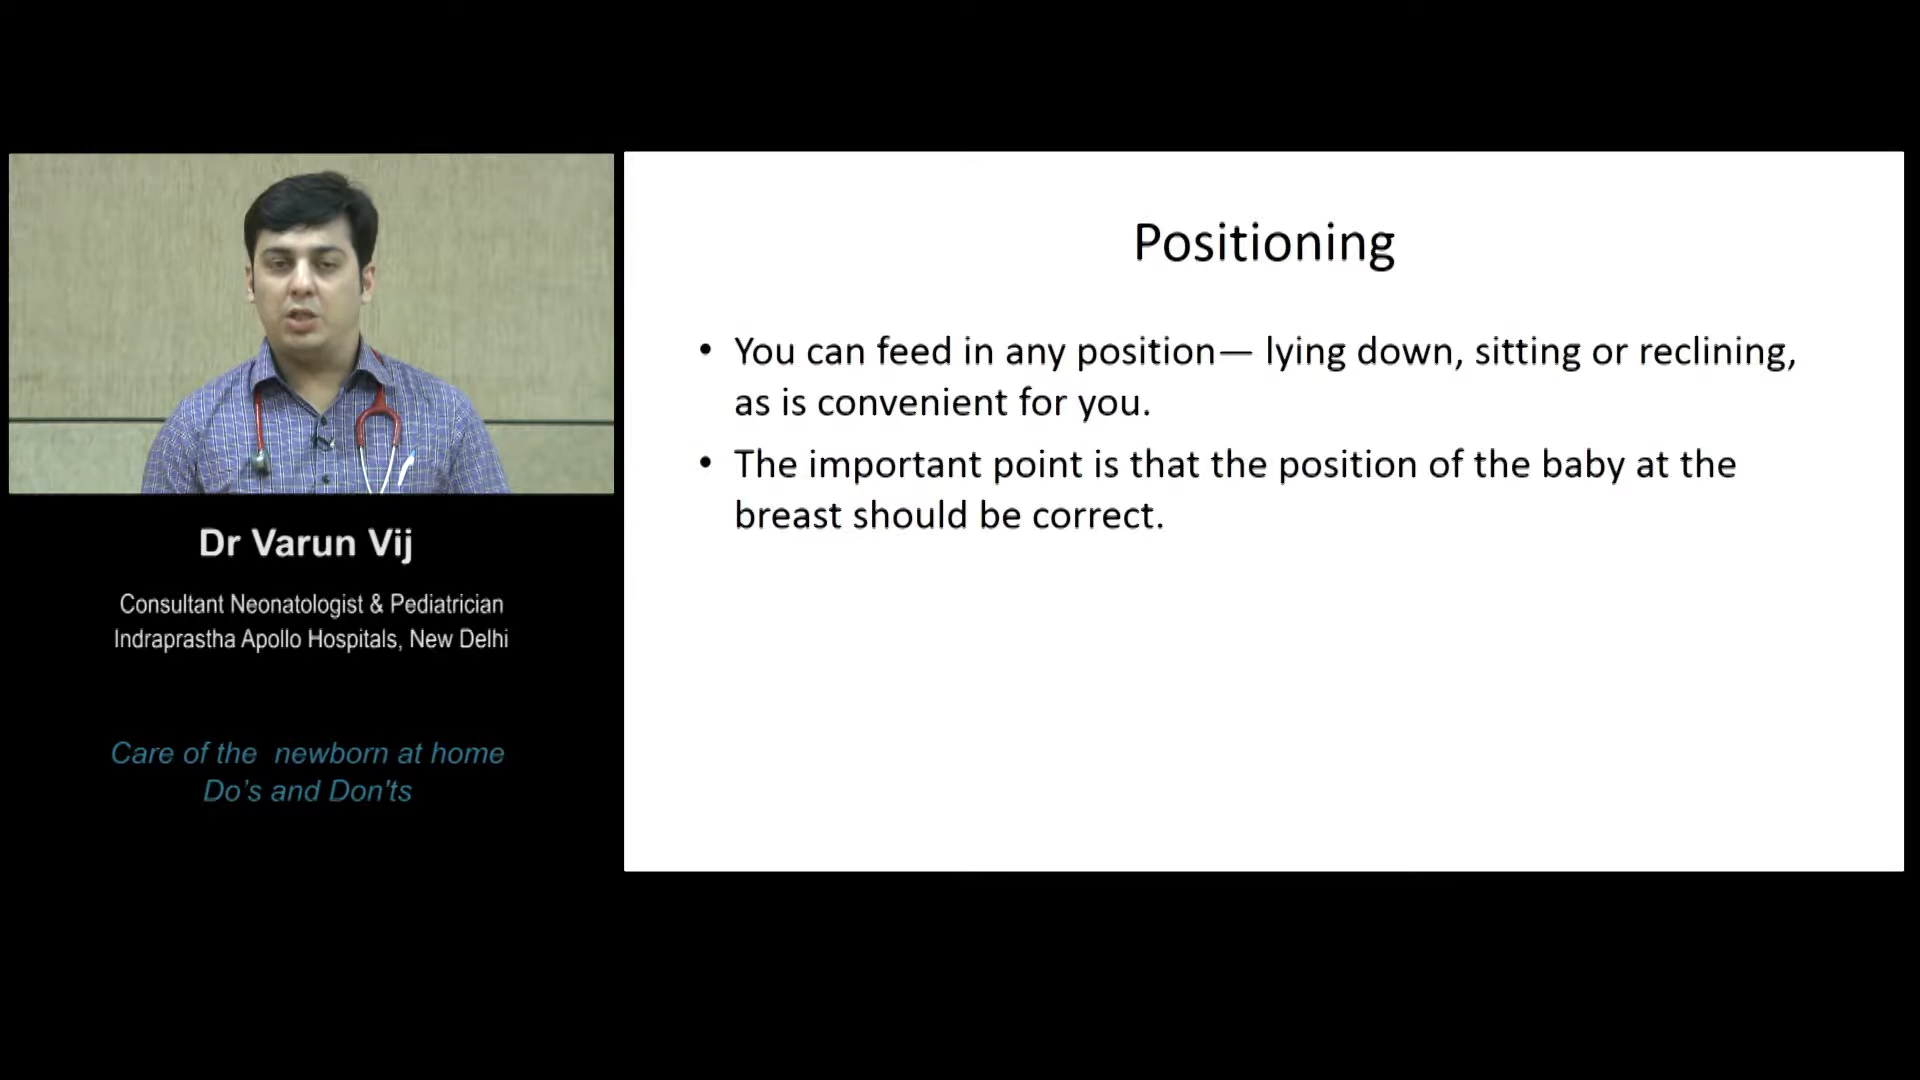 Dr Varun Vij
Consultant Neonatologist & Pediatrician
Indraprastha Apollo Hospitals, New Delhi
Care of the newborn at home
Do’s and Don'ts
Positioning
• You can feed in any position— lying down, sitting or reclining,
as is convenient for you.
• The important point is that the position of the baby at the
breast should be correct.